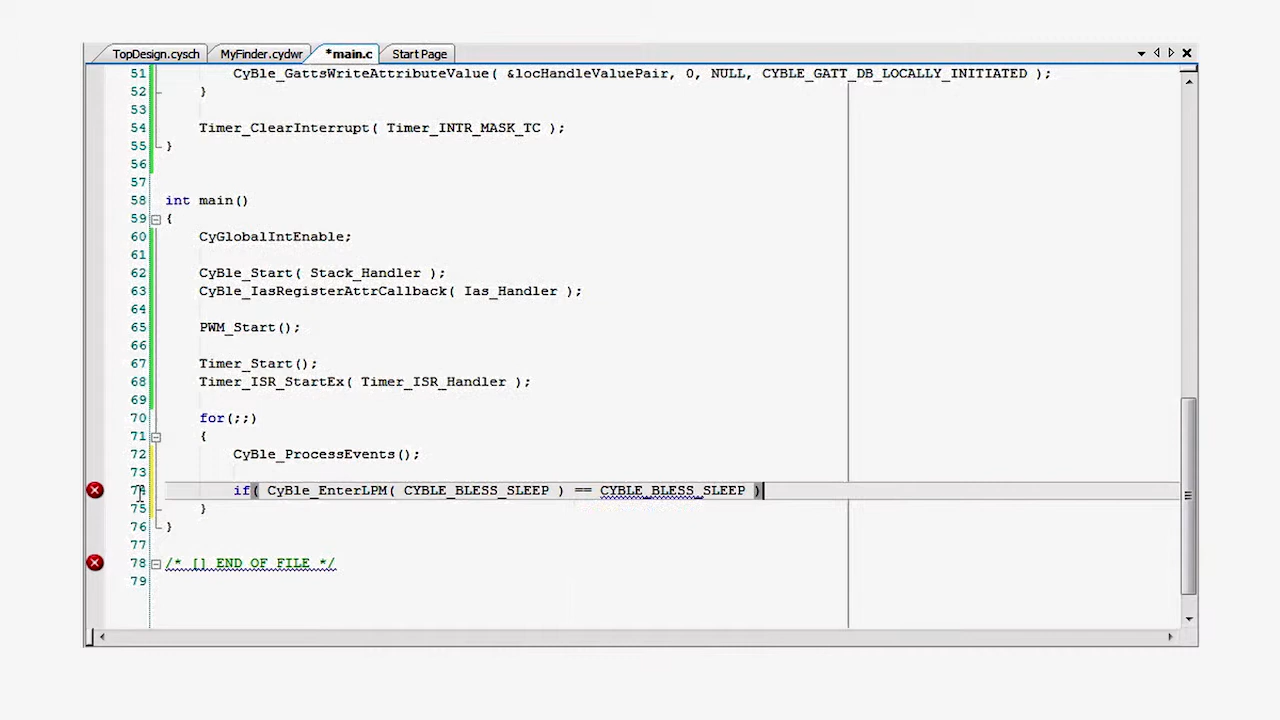 TopDesign.cysch MyFinder.cydwr *main.c Start Page
51 CyBle_GattsWriteAttributeValue( &locHandleValuePair, 0, NULL, CYBLE_GATT_DB_LOCALLY_INITIATED );
52 }
53
54 Timer_ClearInterrupt( Timer_INTR_MASK_TC );
55 }
56
57
58 int main()
59 {
60 CyGlobalIntEnable;
61
62 CyBle_Start( Stack_Handler );
63 CyBle_IasRegisterAttrCallback( Ias_Handler );
64
65 PWM_Start();
66
67 Timer_Start();
68 Timer_ISR_StartEx( Timer_ISR_Handler );
69
70 for(;;)
71 {
72 CyBle_ProcessEvents();
73
74 if( CyBle_EnterLPM( CYBLE_BLESS_SLEEP ) == CYBLE_BLESS_SLEEP )
75 }
76 }
77
78 /* [] END OF FILE */
79